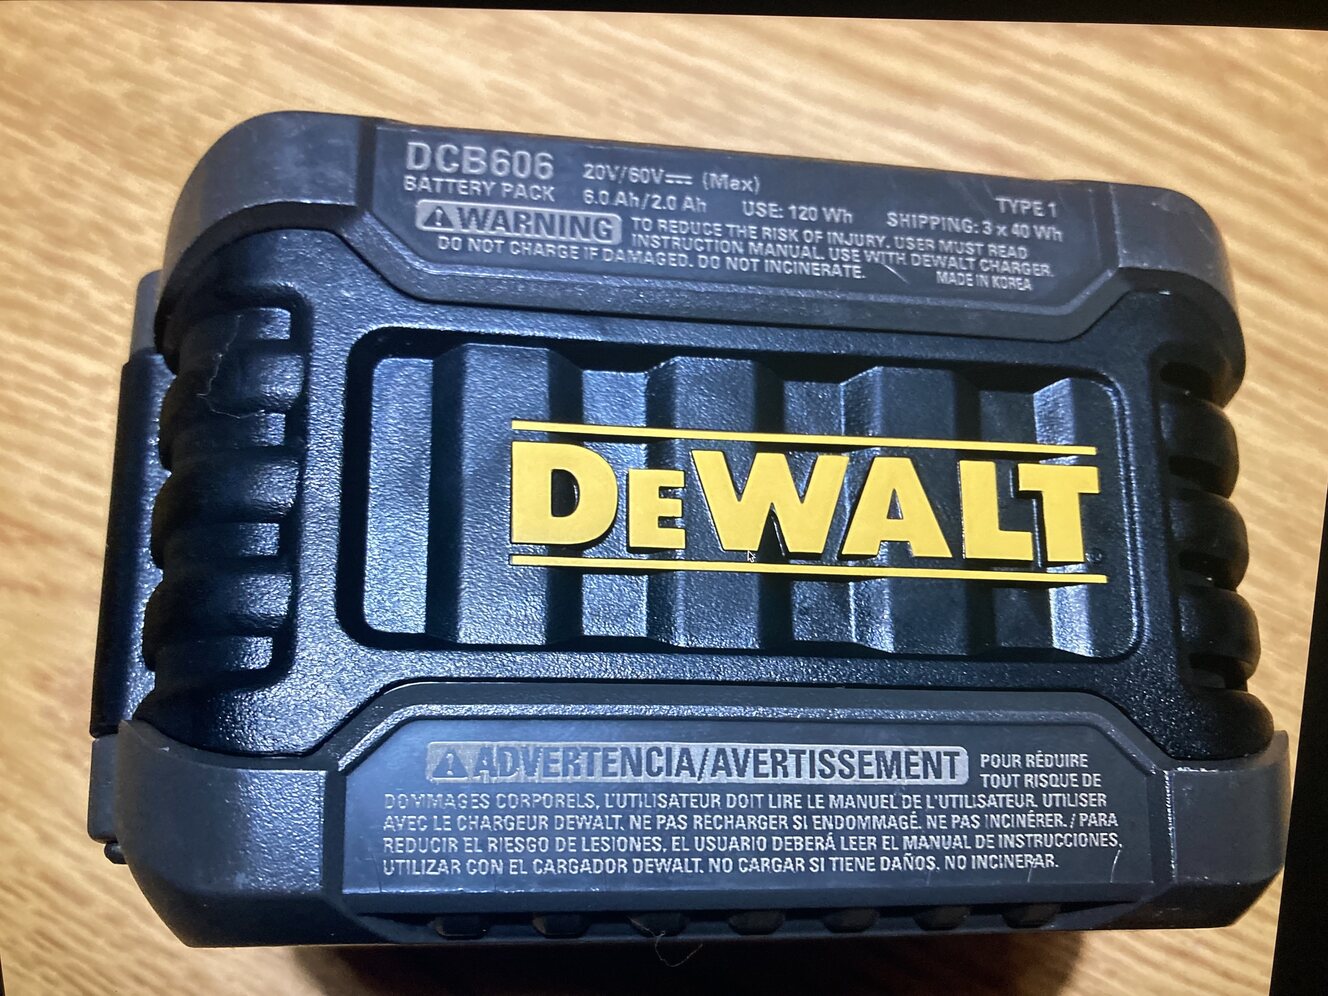 DCB606 20V/60V⎓ (Max) TYPE 1
BATTERY PACK 6.0 Ah/2.0 Ah USE: 120 Wh SHIPPING: 3 x 40 Wh
⚠WARNING TO REDUCE THE RISK OF INJURY. USER MUST READ
INSTRUCTION MANUAL. USE WITH DEWALT CHARGER.
DO NOT CHARGE IF DAMAGED. DO NOT INCINERATE.
MADE IN KOREA
DEWALT
⚠ADVERTENCIA/AVERTISSEMENT POUR RÉDUIRE
TOUT RISQUE DE
DOMMAGES CORPORELS, L'UTILISATEUR DOIT LIRE LE MANUEL DE L'UTILISATEUR. UTILISER
AVEC LE CHARGEUR DEWALT. NE PAS RECHARGER SI ENDOMMAGÉ. NE PAS INCINÉRER. / PARA
REDUCIR EL RIESGO DE LESIONES, EL USUARIO DEBERÁ LEER EL MANUAL DE INSTRUCCIONES,
UTILIZAR CON EL CARGADOR DEWALT. NO CARGAR SI TIENE DAÑOS. NO INCINERAR.